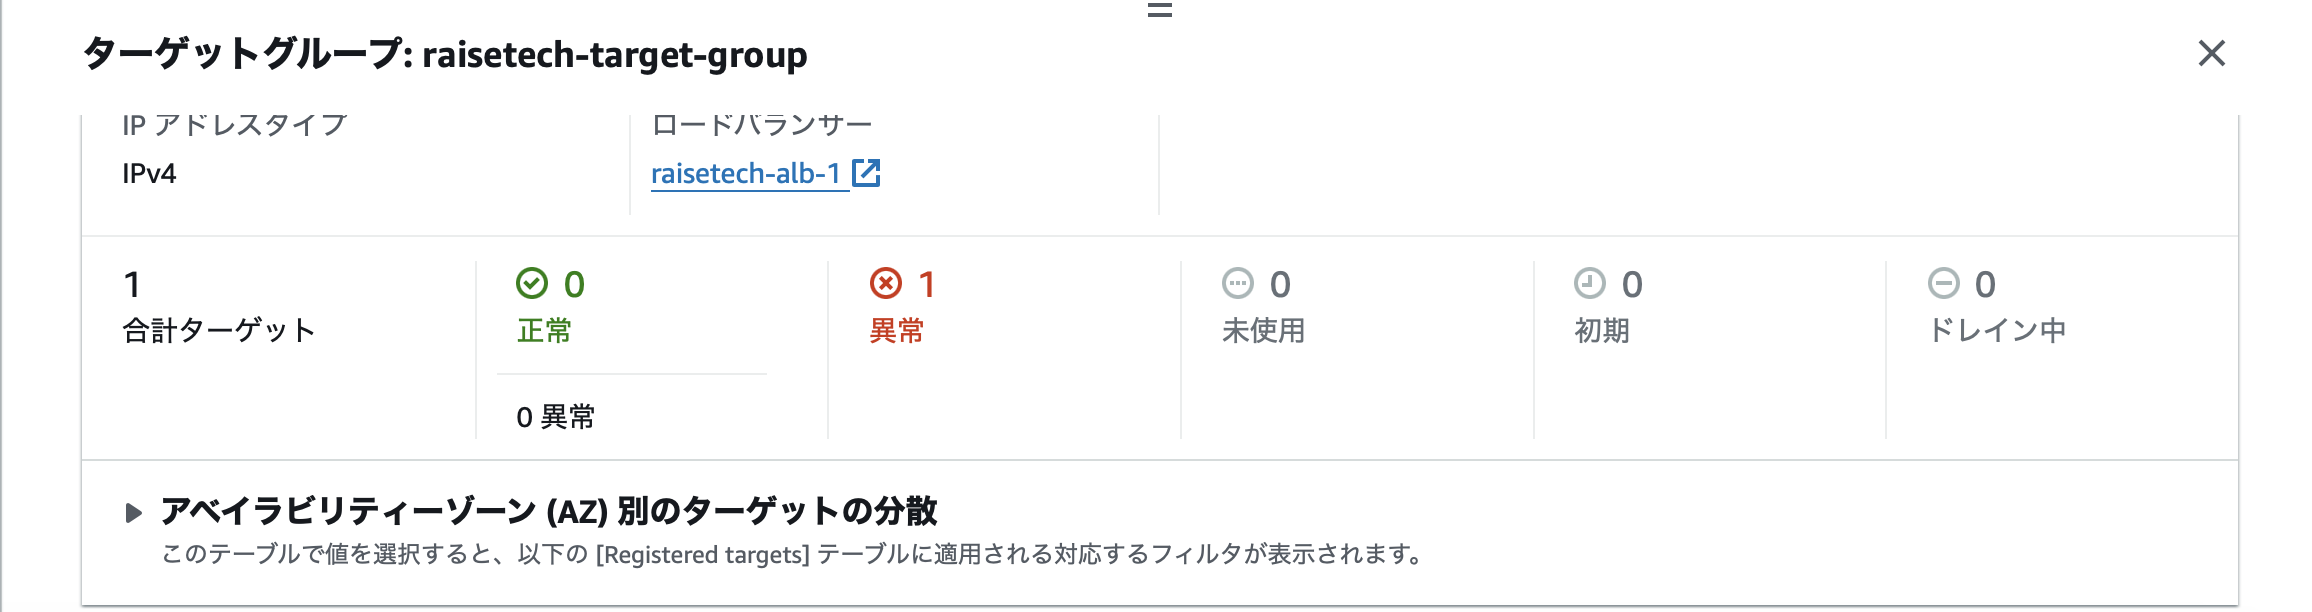 ターゲットグループ: raisetech-target-group
IP アドレスタイプ
IPv4
ロードバランサー
raisetech-alb-1
1
合計ターゲット
0
正常
0 異常
1
異常
0
未使用
0
初期
0
ドレイン中
アベイラビリティーゾーン (AZ) 別のターゲットの分散
このテーブルで値を選択すると、以下の [Registered targets] テーブルに適用される対応するフィルタが表示されます。